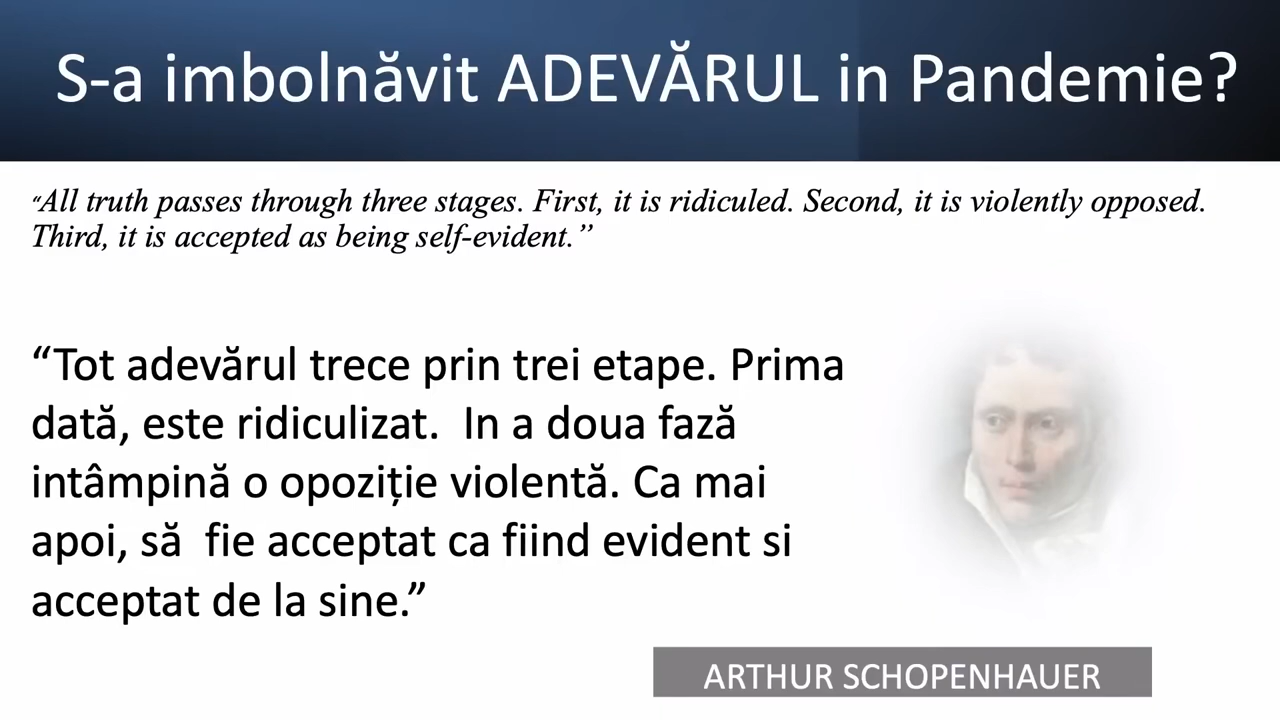 S-a imbolnăvit ADEVĂRUL in Pandemie?
“All truth passes through three stages. First, it is ridiculed. Second, it is violently opposed.
Third, it is accepted as being self-evident.”
“Tot adevărul trece prin trei etape. Prima
dată, este ridiculizat.  In a doua fază
intâmpină o opoziție violentă. Ca mai
apoi, să  fie acceptat ca fiind evident si
acceptat de la sine.”
ARTHUR SCHOPENHAUER